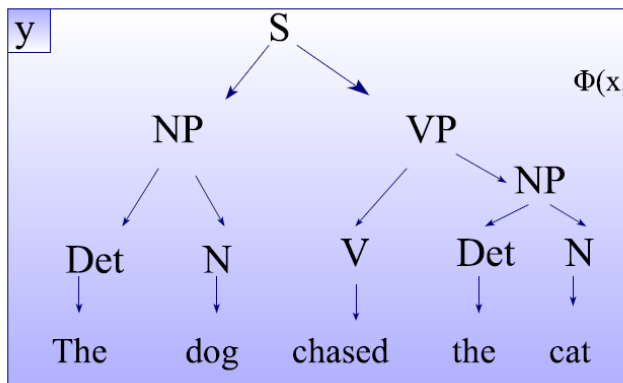 y
S
Φ(x,
NP VP
NP
Det N V Det N
The dog chased the cat